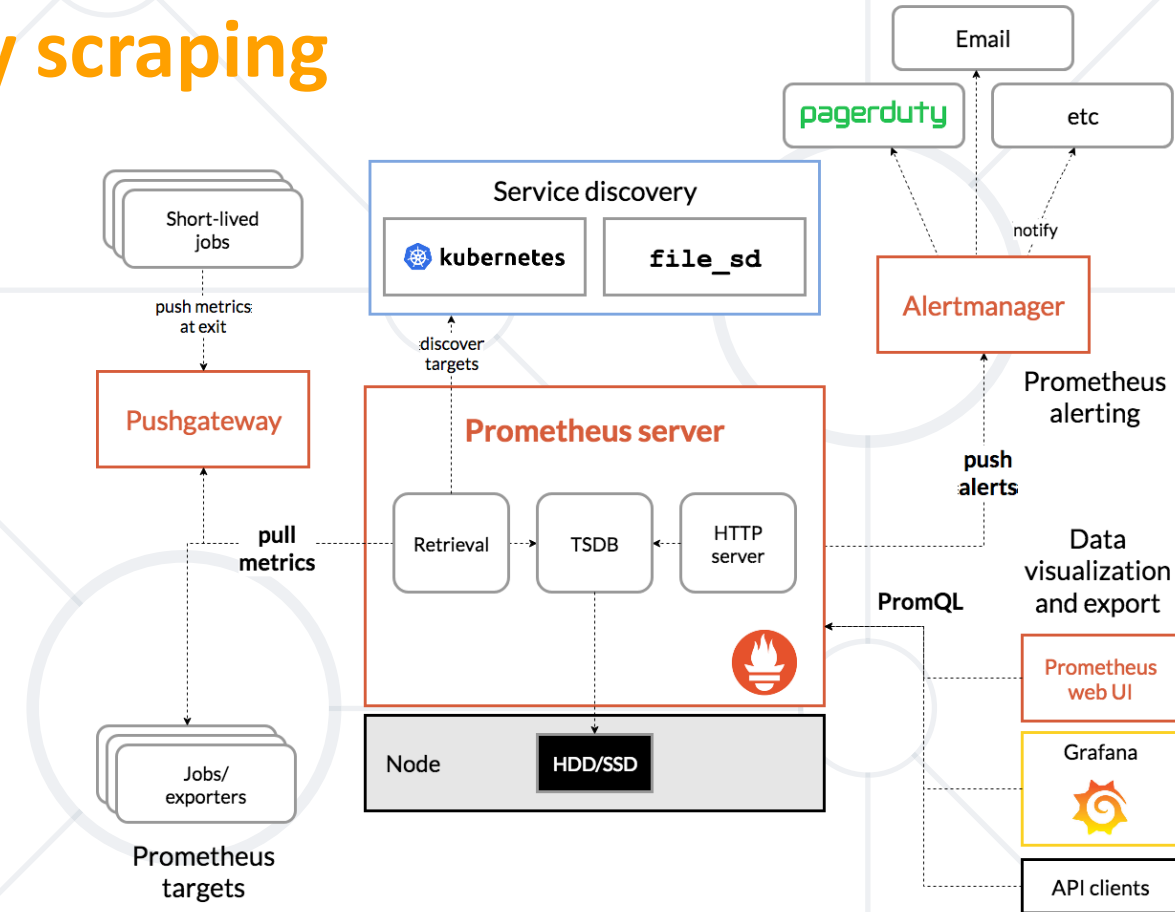 y scraping
Email
pagerduty
etc
Short-lived
jobs
Service discovery
kubernetes
file_sd
notify
Alertmanager
push metrics
at exit
discover
targets
Prometheus
alerting
Pushgateway
Prometheus server
push
alerts
pull
metrics
Retrieval
TSDB
HTTP
server
Data
visualization
and export
PromQL
Prometheus
web UI
Node
HDD/SSD
Grafana
Jobs/
exporters
Prometheus
targets
API clients